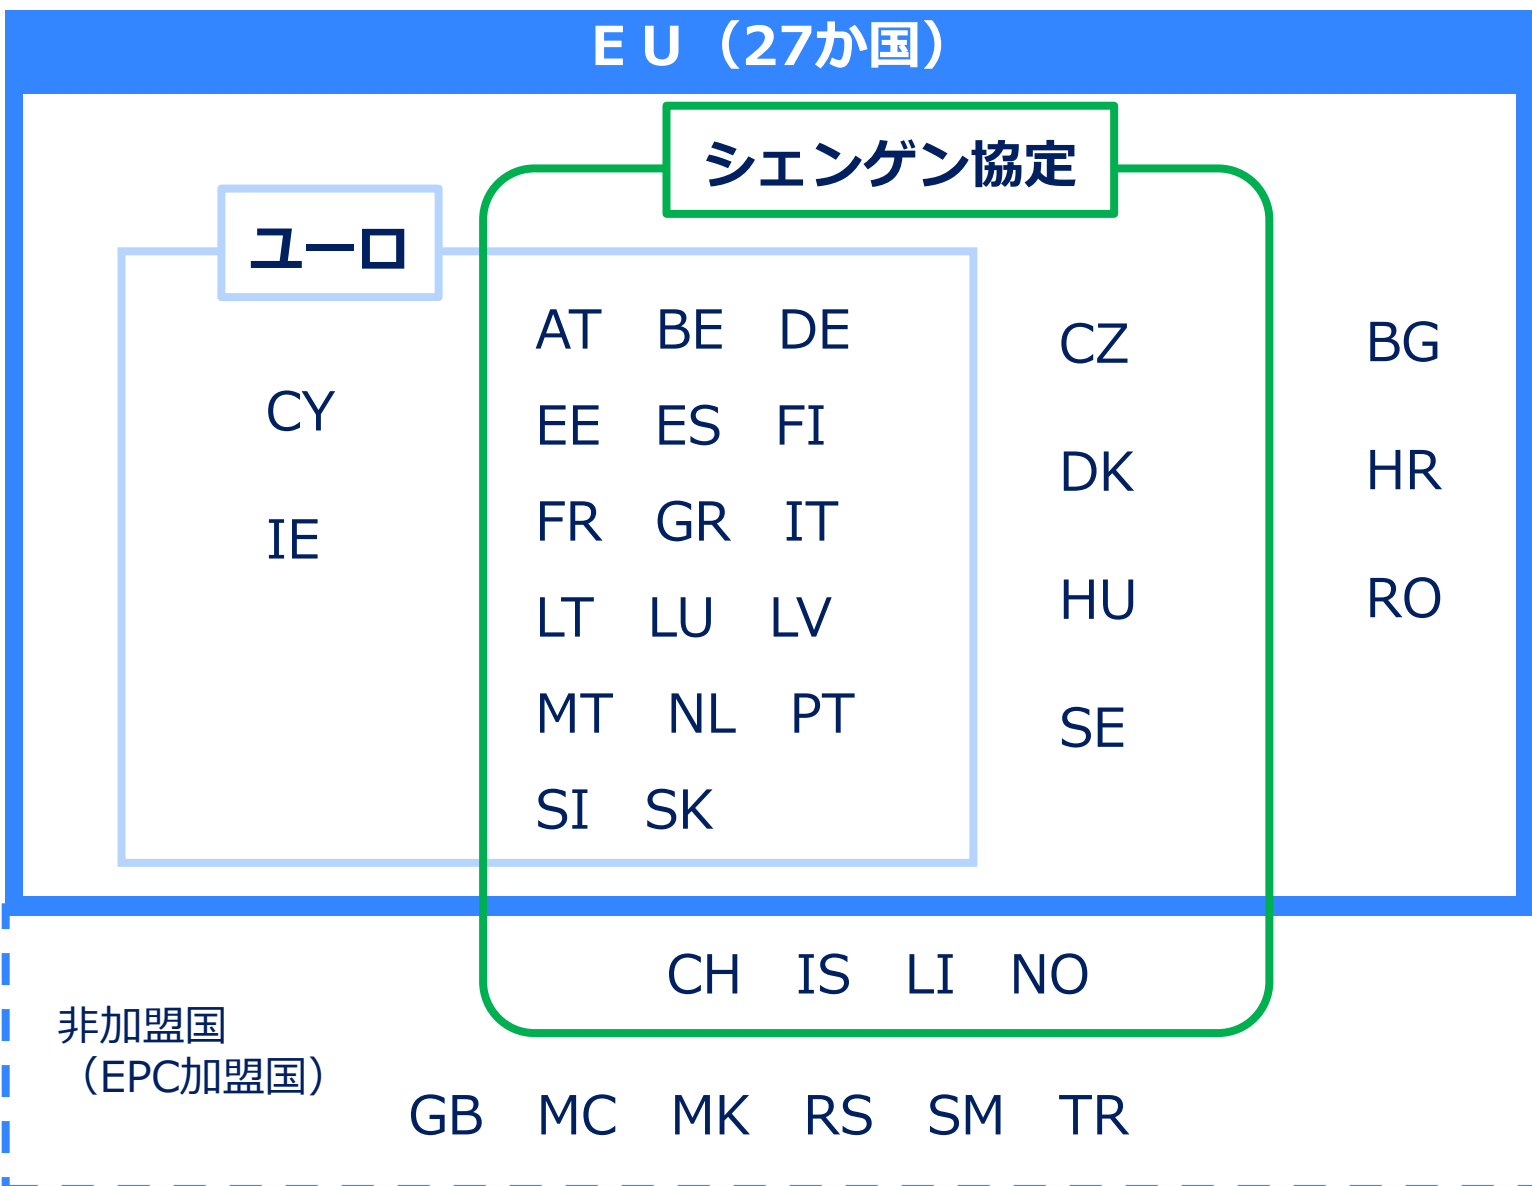 ＥＵ（27か国）
シェンゲン協定
ユーロ
CY
IE
AT BE DE
EE ES FI
FR GR IT
LT LU LV
MT NL PT
SI SK
CZ
DK
HU
SE
BG
HR
RO
CH IS LI NO
非加盟国
（EPC加盟国）
GB MC MK RS SM TR